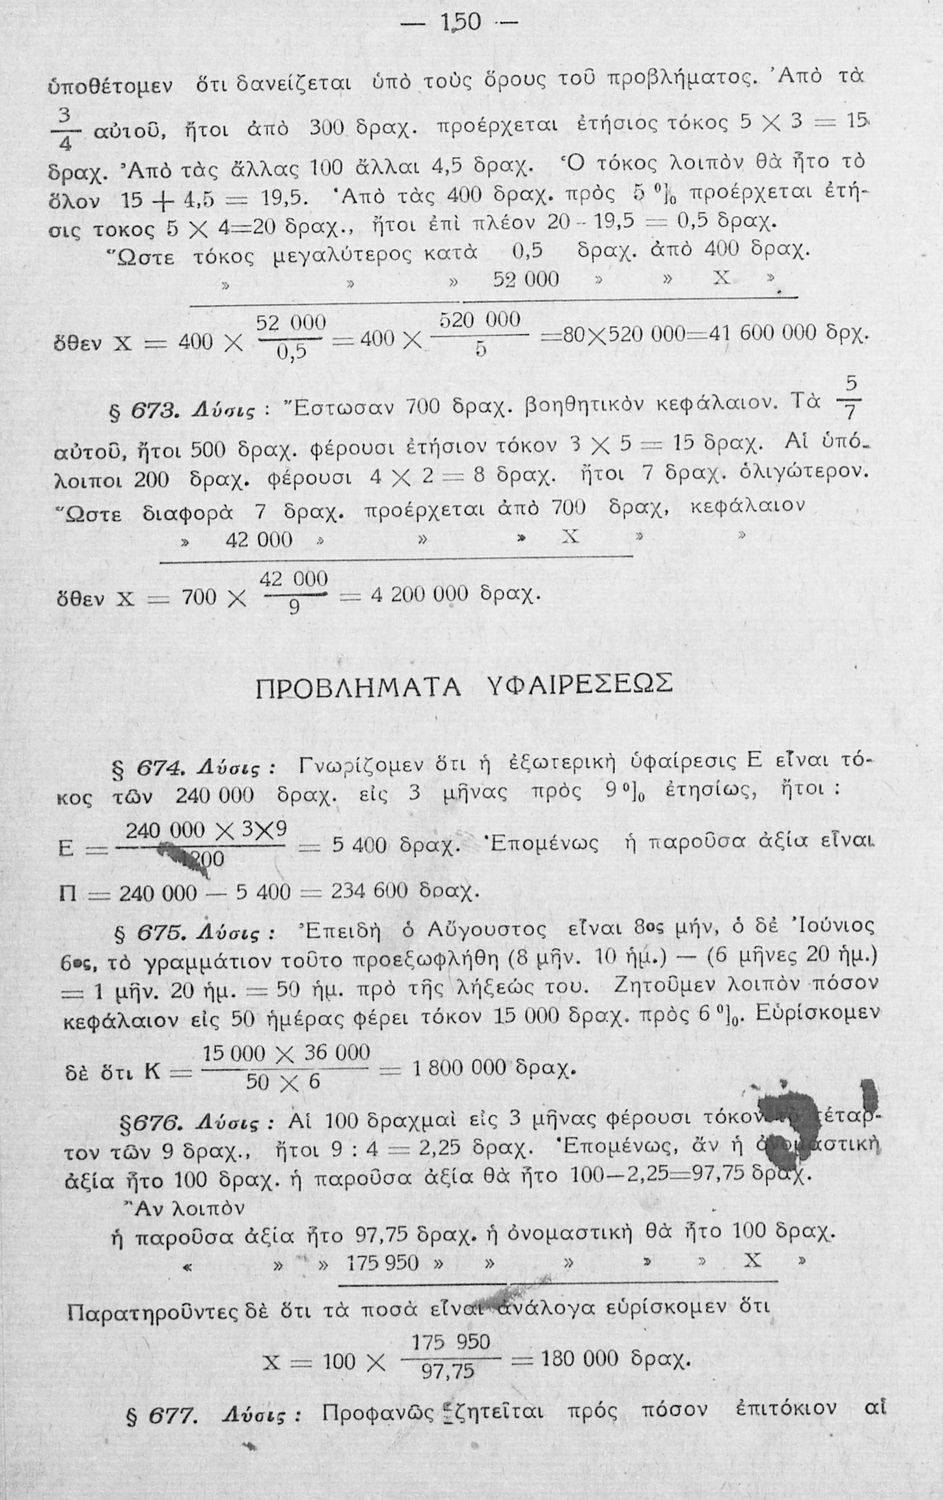 — 150 —
ὑποθέτομεν ὅτι δανείζεται ὑπὸ τοὺς ὅρους τοῦ προβλήματος. Ἀπὸ τὰ
3/4 αὐτοῦ, ἤτοι ἀπὸ 300 δραχ. προέρχεται ἐτήσιος τόκος 5 × 3 = 15
δραχ. Ἀπὸ τὰς ἄλλας 100 ἄλλαι 4,5 δραχ. Ὁ τόκος λοιπὸν θὰ ἦτο τὸ
ὅλον 15 + 4,5 = 19,5. Ἀπὸ τὰς 400 δραχ. πρὸς 5 % προέρχεται ἐτή-
σις τοκος 5 × 4=20 δραχ., ἤτοι ἐπὶ πλέον 20 - 19,5 = 0,5 δραχ.
Ὥστε τόκος μεγαλύτερος κατὰ 0,5 δραχ. ἀπὸ 400 δραχ.
» » » 52 000 » » X »
ὅθεν X = 400 × 52 000/0,5 = 400 × 520 000/5 =80×520 000=41 600 000 δρχ.
§ 673. Λύσις : Ἔστωσαν 700 δραχ. βοηθητικὸν κεφάλαιον. Τὰ 5/7
αὐτοῦ, ἤτοι 500 δραχ. φέρουσι ἐτήσιον τόκον 3 × 5 = 15 δραχ. Αἱ ὑπό-
λοιποι 200 δραχ. φέρουσι 4 × 2 = 8 δραχ. ἤτοι 7 δραχ. ὀλιγώτερον.
Ὥστε διαφορὰ 7 δραχ. προέρχεται ἀπὸ 700 δραχ, κεφάλαιον
» 42 000 » » » X » »
ὅθεν X = 700 × 42 000/9 = 4 200 000 δραχ.
ΠΡΟΒΛΗΜΑΤΑ ΥΦΑΙΡΕΣΕΩΣ
§ 674. Λύσις : Γνωρίζομεν ὅτι ἡ ἐξωτερικὴ ὑφαίρεσις Ε εἶναι τό-
κος τῶν 240 000 δραχ. εἰς 3 μῆνας πρὸς 9 % ἐτησίως, ἤτοι :
Ε = 240 000 × 3×9/1200 = 5 400 δραχ. Ἑπομένως ἡ παροῦσα ἀξία εἶναι
Π = 240 000 — 5 400 = 234 600 δραχ.
§ 675. Λύσις : Ἐπειδὴ ὁ Αὔγουστος εἶναι 8ος μήν, ὁ δὲ Ἰούνιος
6ος, τὸ γραμμάτιον τοῦτο προεξωφλήθη (8 μῆν. 10 ἡμ.) — (6 μῆνες 20 ἡμ.)
= 1 μῆν. 20 ἡμ. = 50 ἡμ. πρὸ τῆς λήξεώς του. Ζητοῦμεν λοιπὸν πόσον
κεφάλαιον εἰς 50 ἡμέρας φέρει τόκον 15 000 δραχ. πρὸς 6 %. Εὑρίσκομεν
δὲ ὅτι Κ = 15 000 × 36 000/50 × 6 = 1 800 000 δραχ.
§676. Λύσις : Αἱ 100 δραχμαὶ εἰς 3 μῆνας φέρουσι τόκον τὸ τέταρ-
τον τῶν 9 δραχ., ἤτοι 9 : 4 = 2,25 δραχ. Ἑπομένως, ἄν ἡ ὀνομαστικὴ
ἀξία ἦτο 100 δραχ. ἡ παροῦσα ἀξία θὰ ἦτο 100—2,25=97,75 δραχ.
Ἂν λοιπὸν
ἡ παροῦσα ἀξία ἦτο 97,75 δραχ. ἡ ὀνομαστικὴ θὰ ἦτο 100 δραχ.
« » » 175 950 » » » » » X »
Παρατηροῦντες δὲ ὅτι τὰ ποσὰ εἶναι ἀνάλογα εὑρίσκομεν ὅτι
X = 100 × 175 950/97,75 = 180 000 δραχ.
§ 677. Λύσις : Προφανῶς ζητεῖται πρός πόσον ἐπιτόκιον αἱ